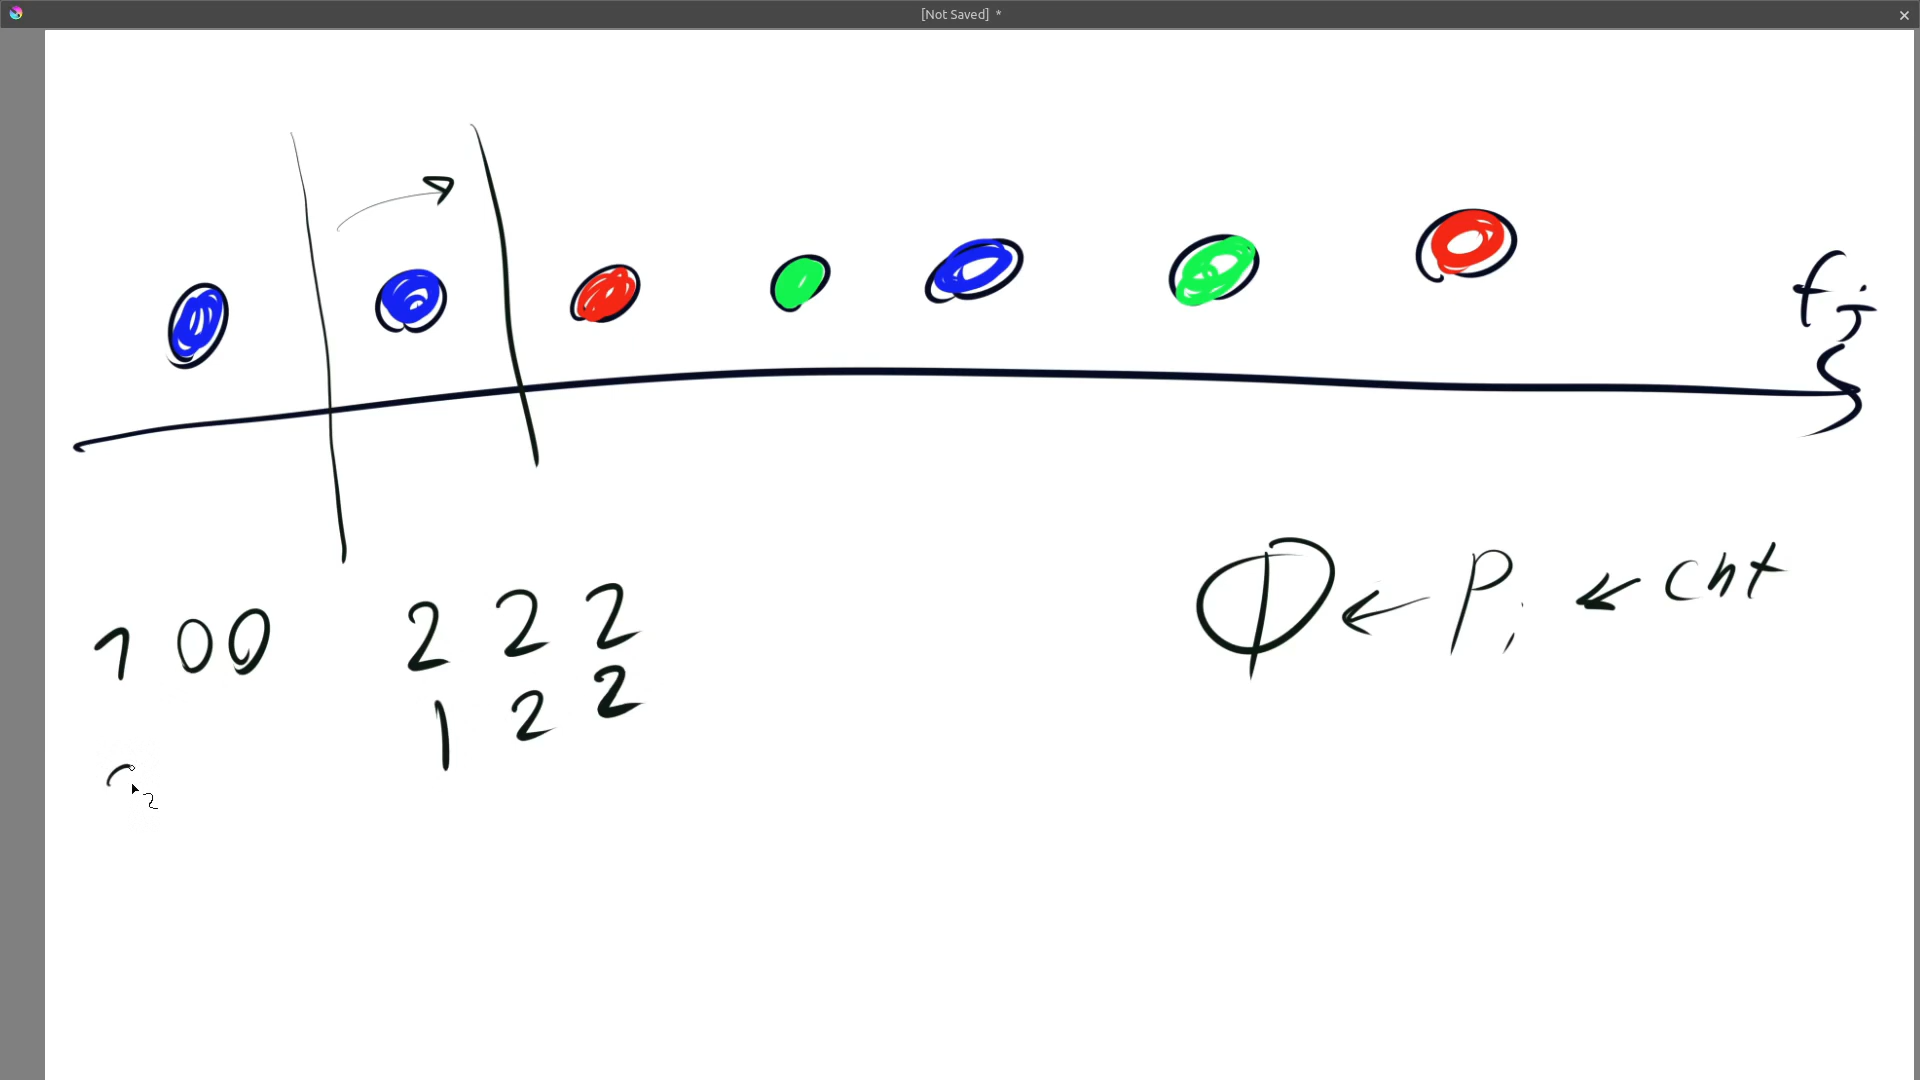 [Not Saved] *
f_j
Φ ← P_i ← cnt
1 0 0 2 2 2
1 2 2